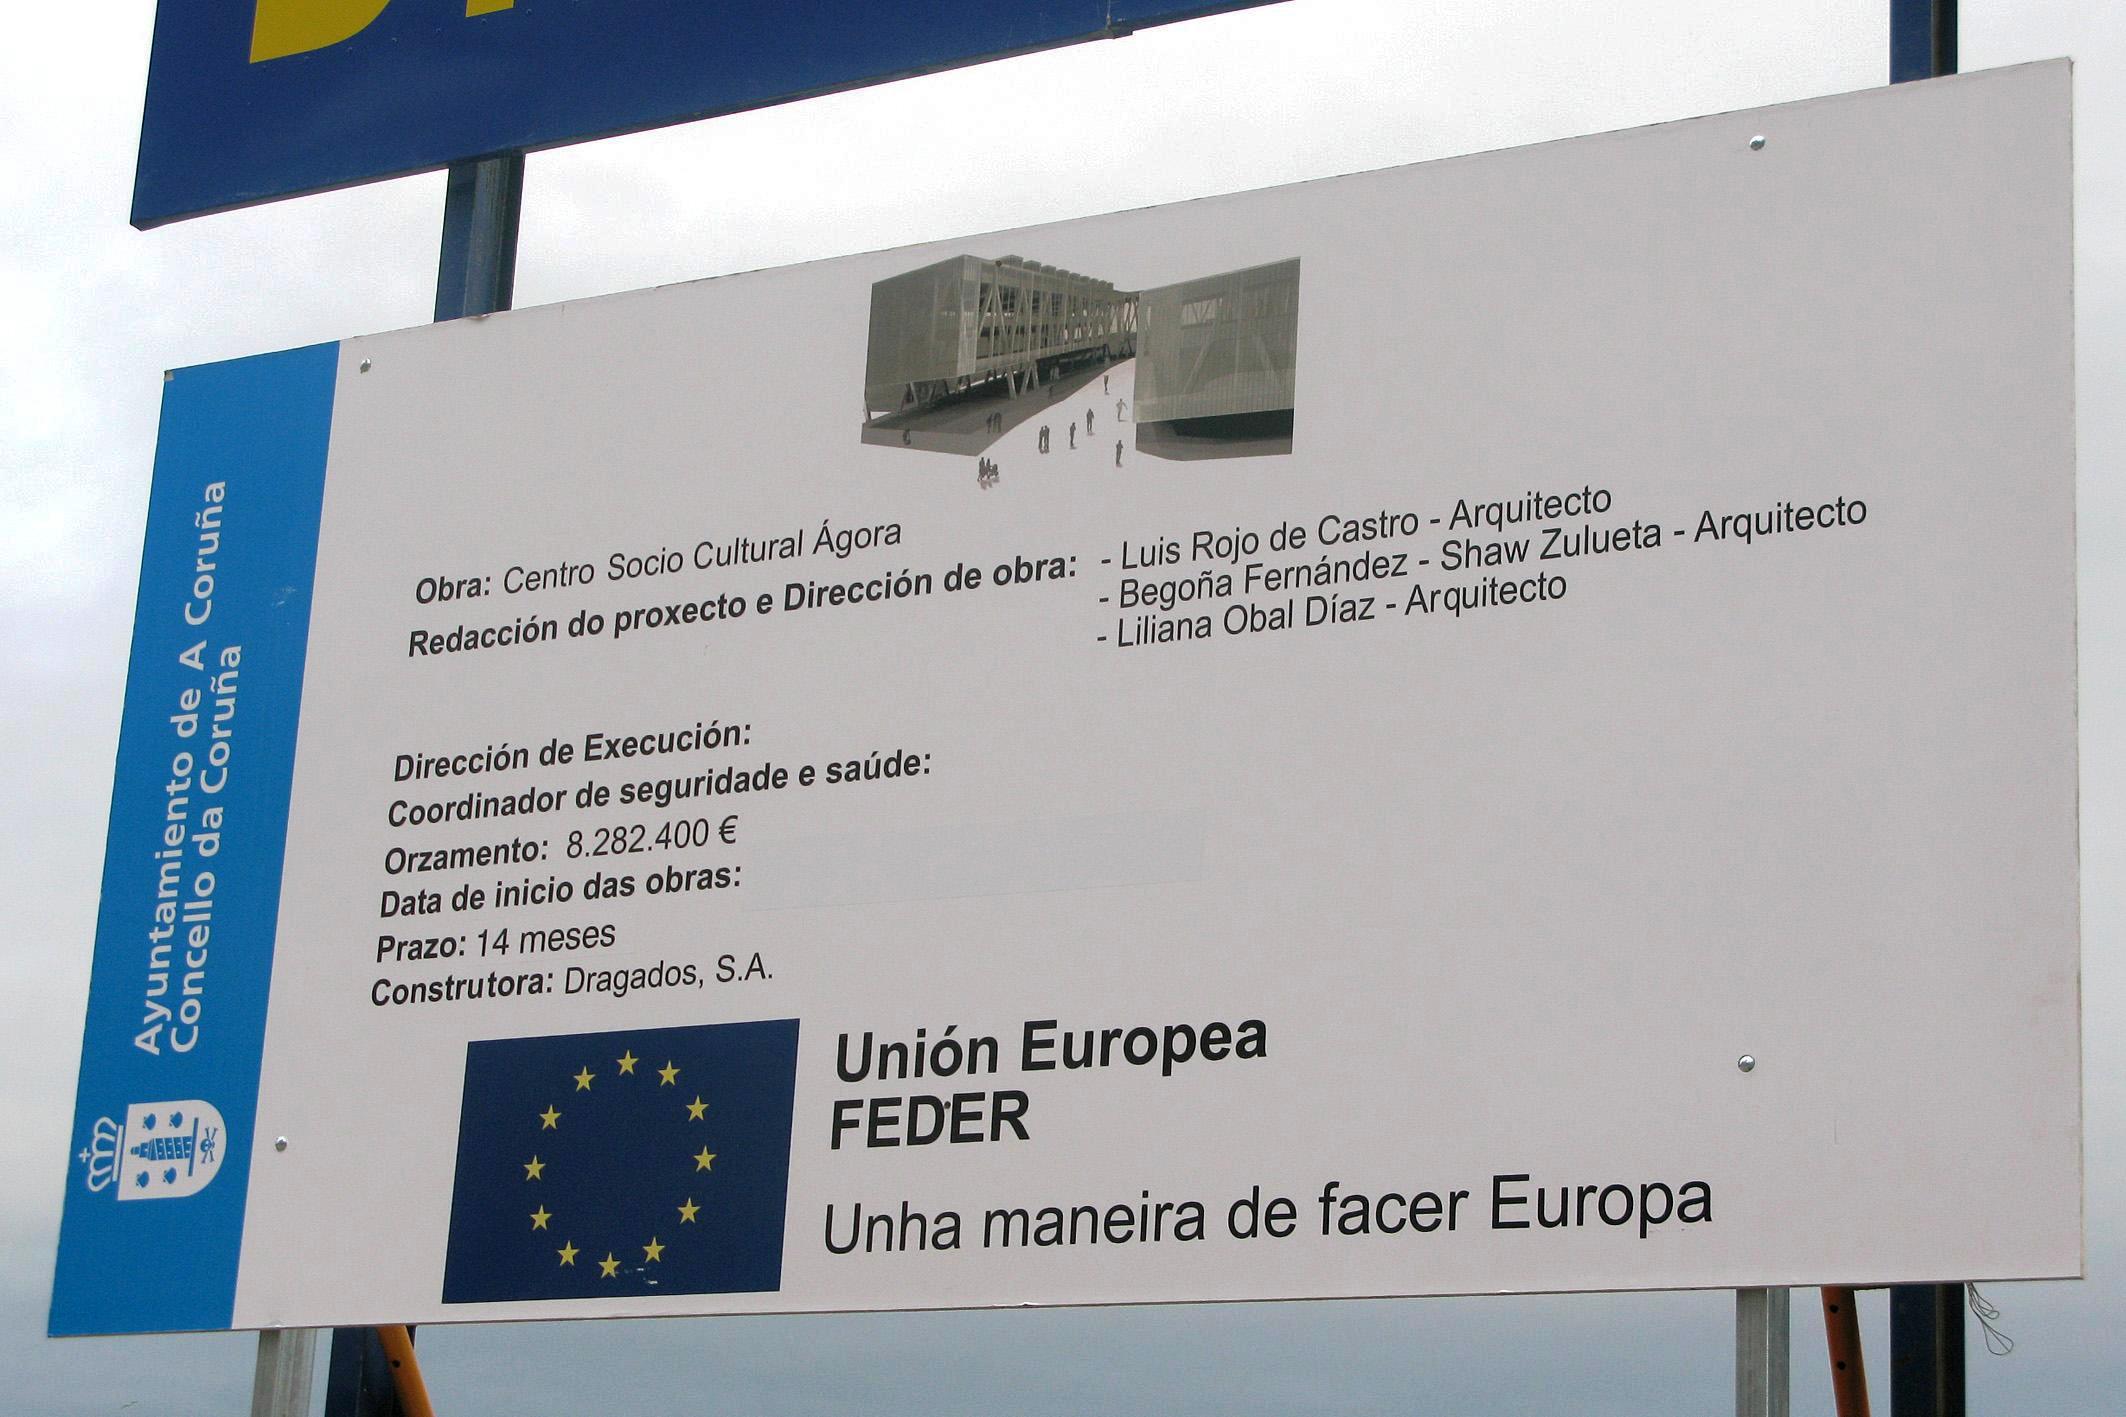 Ayuntamiento de A Coruña
Concello da Coruña
Obra: Centro Socio Cultural Ágora
Redacción do proxecto e Dirección de obra:
- Luis Rojo de Castro - Arquitecto
- Begoña Fernández - Shaw Zulueta - Arquitecto
- Liliana Obal Díaz - Arquitecto
Dirección de Execución:
Coordinador de seguridade e saúde:
Orzamento: 8.282.400 €
Data de inicio das obras:
Prazo: 14 meses
Construtora: Dragados, S.A.
Unión Europea
FEDER
Unha maneira de facer Europa